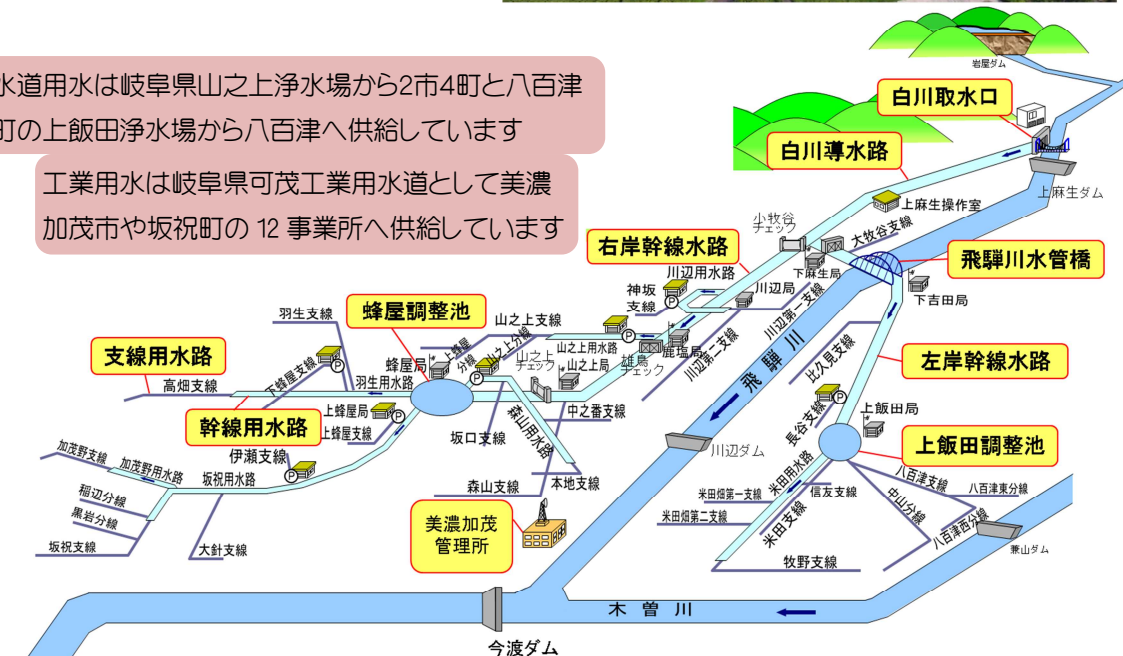 水道用水は岐阜県山之上浄水場から2市4町と八百津
町の上飯田浄水場から八百津へ供給しています
工業用水は岐阜県可茂工業用水道として美濃
加茂市や坂祝町の 12 事業所へ供給しています
岩屋ダム
白川取水口
白川導水路
上麻生ダム
上麻生操作室
小牧谷
チェック
大牧谷支線
右岸幹線水路
下麻生局
飛騨川水管橋
下吉田局
川辺用水路
神坂
支線
川辺局
川辺第一支線
川辺第二支線
飛騨川
比久見支線
左岸幹線水路
羽生支線
蜂屋調整池
山之上支線
上蜂屋
分線
山之上分線
山之上用水路
鹿塩局
雄鳥
チェック
山之上
チェック
山之上局
支線用水路
高畑支線
下蜂屋支線
蜂屋局
羽生用水路
幹線用水路
上蜂屋局
上蜂屋支線
坂口支線
森山用水路
中之番支線
長谷支線
上飯田局
上飯田調整池
川辺ダム
伊瀬支線
加茂野支線
加茂野用水路
坂祝用水路
稲辺分線
黒岩分線
坂祝支線
大針支線
森山支線
本地支線
美濃加茂
管理所
米田用水路
米田畑第一支線
信友支線
米田畑第二支線
米田支線
八百津支線
八百津東分線
中山分線
八百津西分線
牧野支線
兼山ダム
木曽川
今渡ダム
P
P
P
P
P
P
P